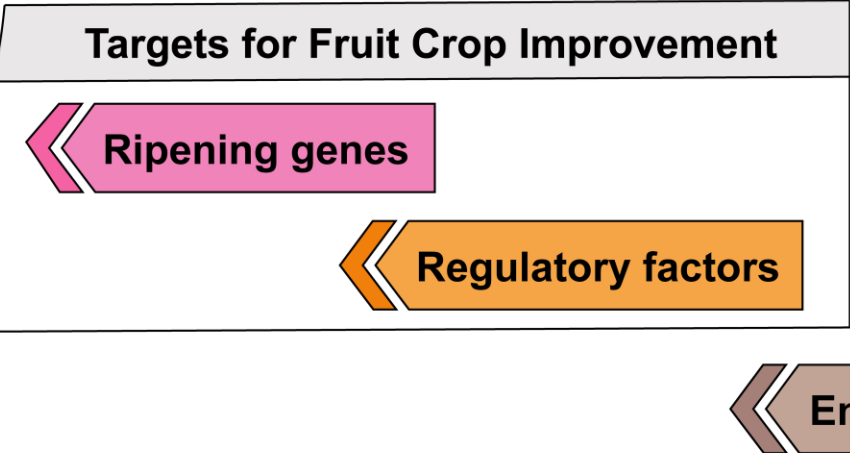 Targets for Fruit Crop Improvement
Ripening genes
Regulatory factors